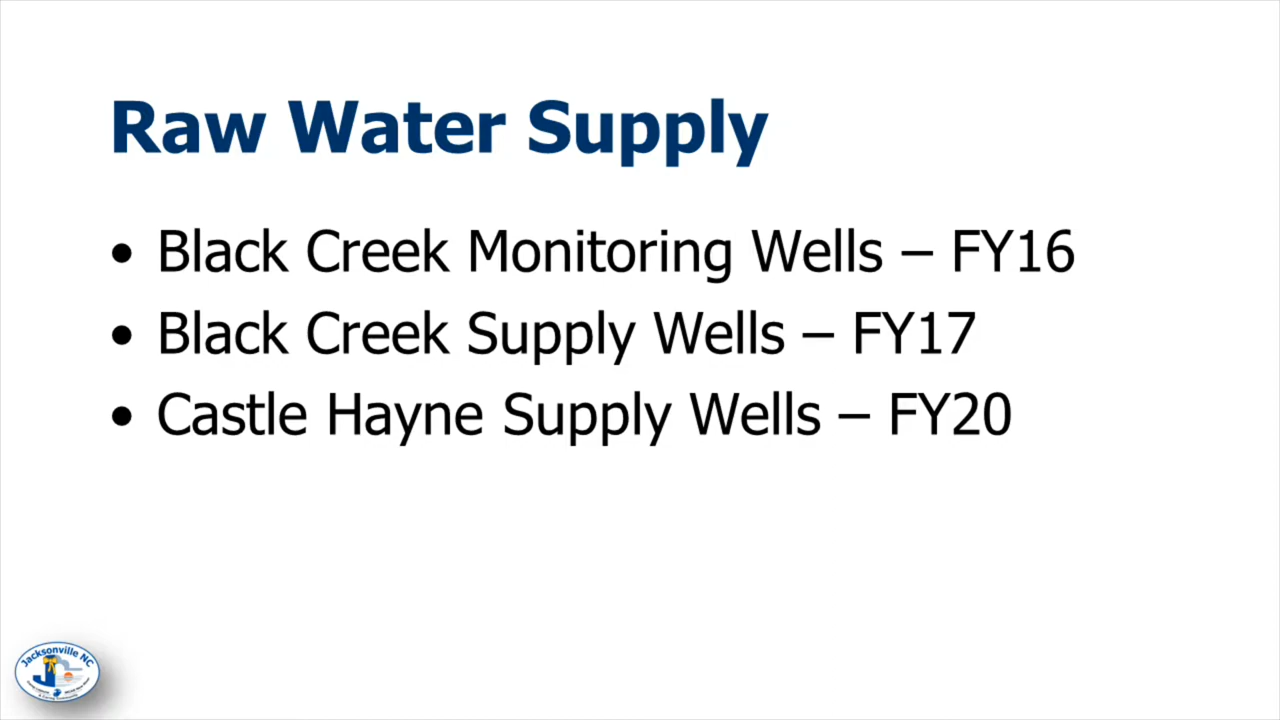 Raw Water Supply
• Black Creek Monitoring Wells – FY16
• Black Creek Supply Wells – FY17
• Castle Hayne Supply Wells – FY20
Jacksonville NC